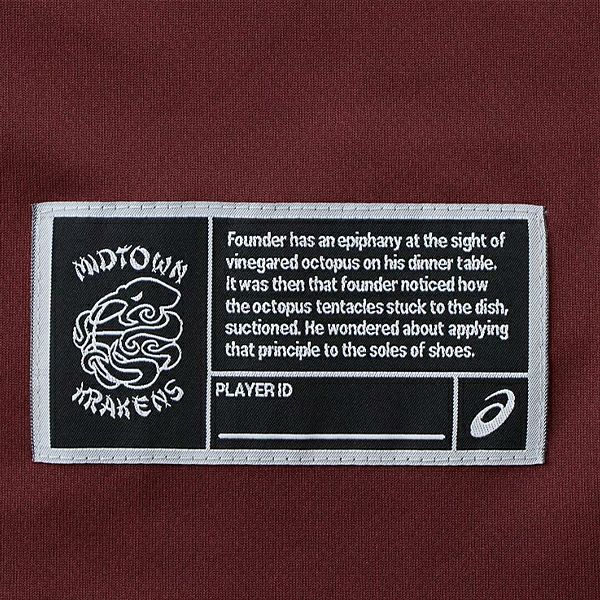 MIDTOWN
KRAKENS
Founder has an epiphany at the sight of
vinegared octopus on his dinner table.
It was then that founder noticed how
the octopus tentacles stuck to the dish,
suctioned. He wondered about applying
that principle to the soles of shoes.
PLAYER ID